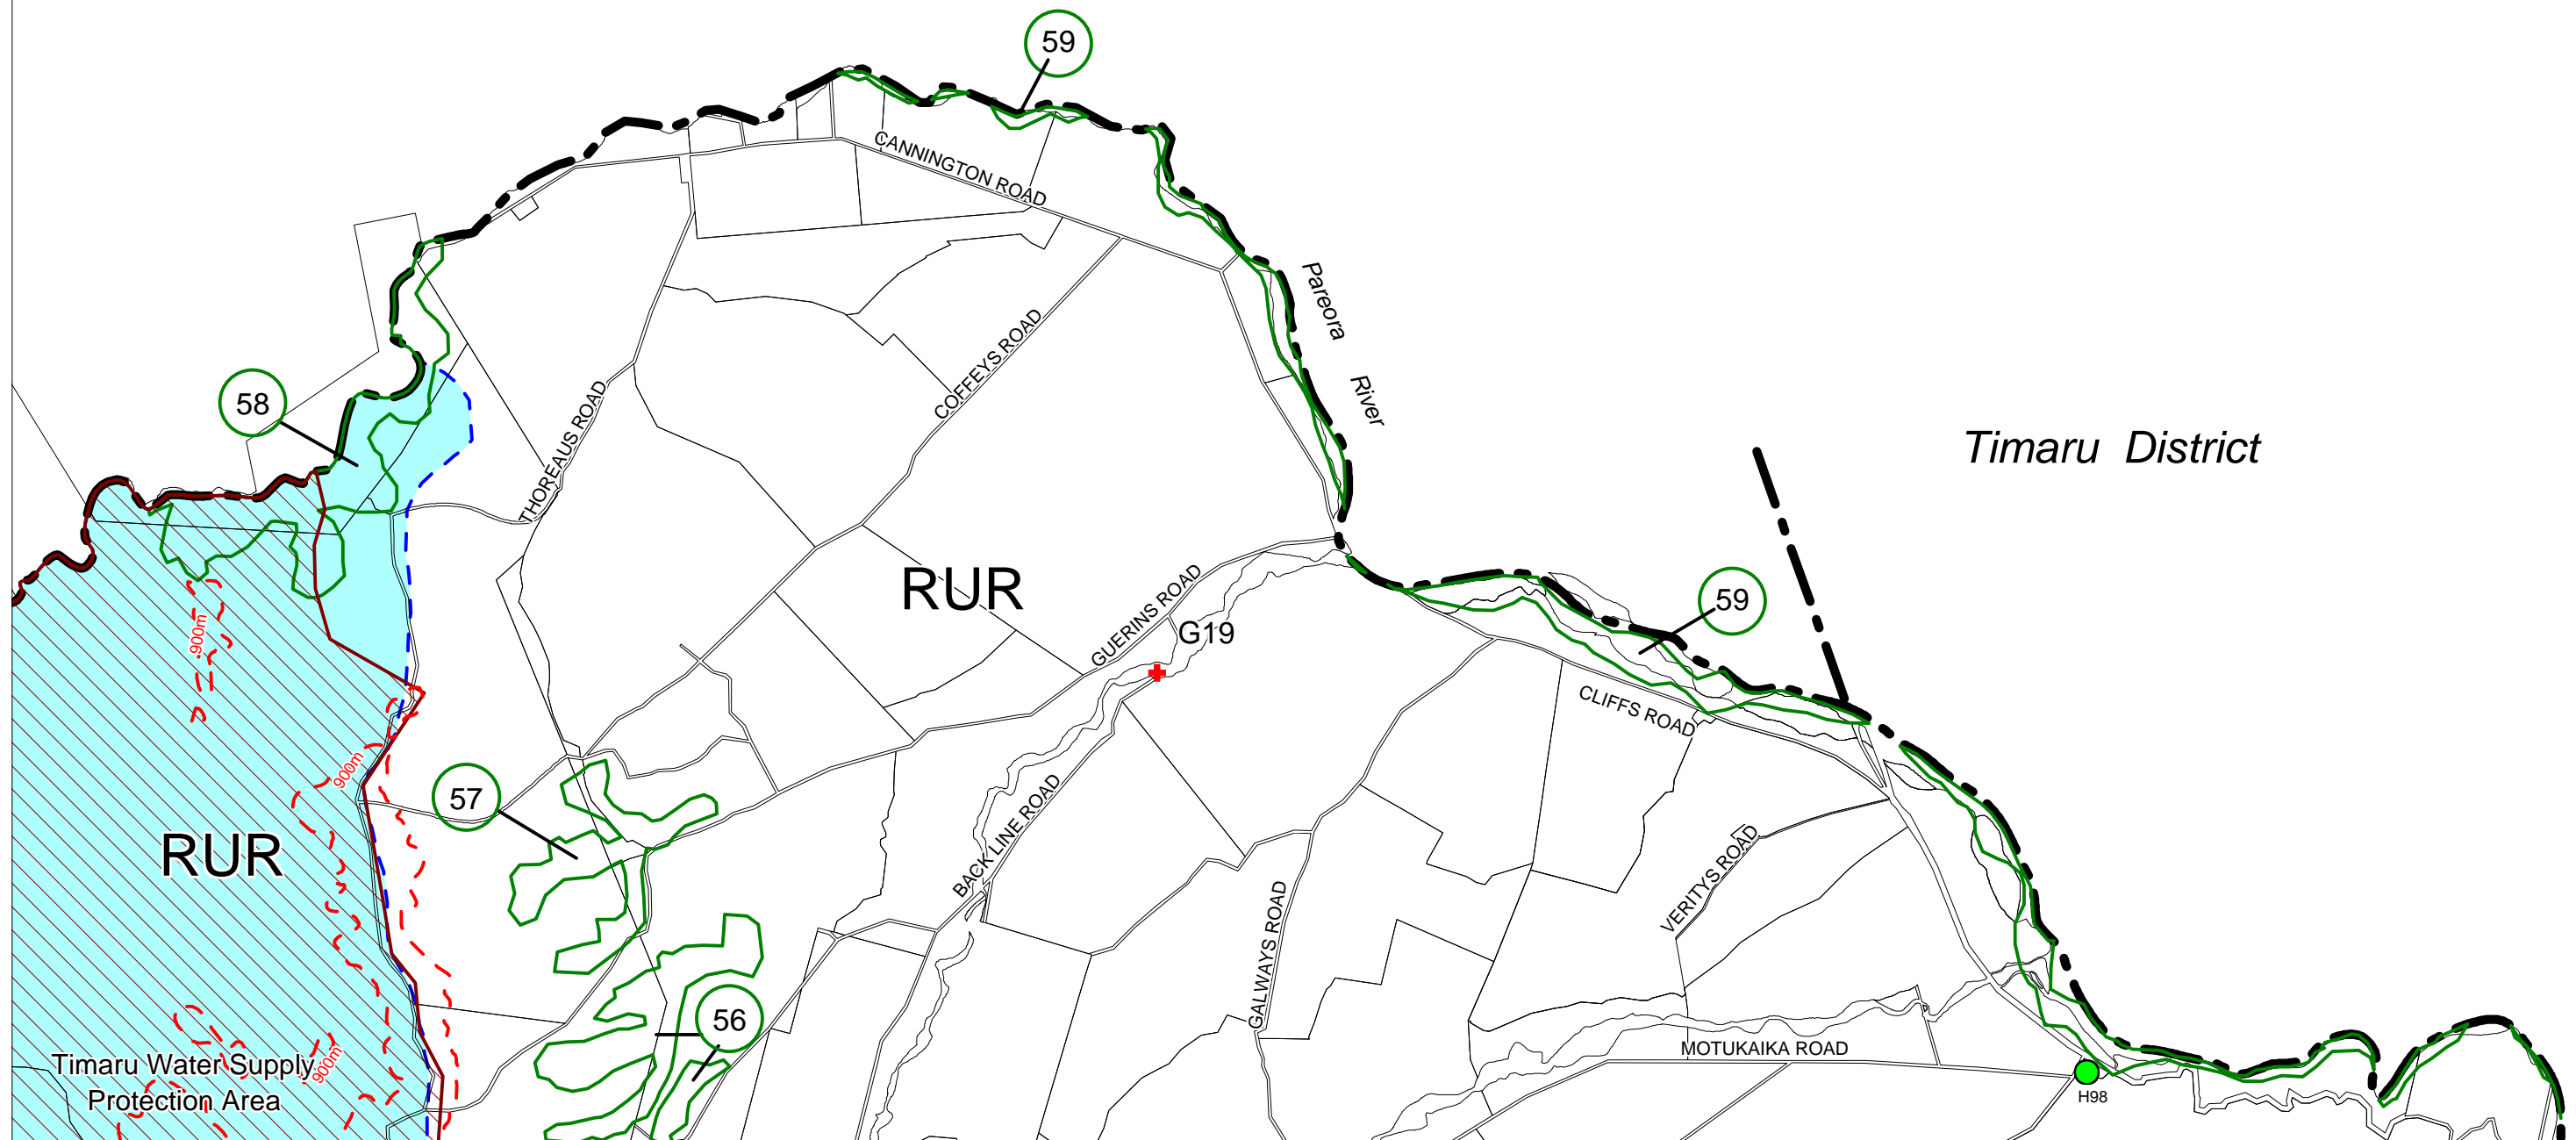 59
CANNINGTON ROAD
Pareora
River
COFFEYS ROAD
58
THOREAUS ROAD
Timaru District
RUR
GUERINS ROAD
G19
59
900m
CLIFFS ROAD
900m
57
RUR
BACK LINE ROAD
VERITYS ROAD
GALWAYS ROAD
56
MOTUKAIKA ROAD
Timaru Water Supply
Protection Area
900m
H98